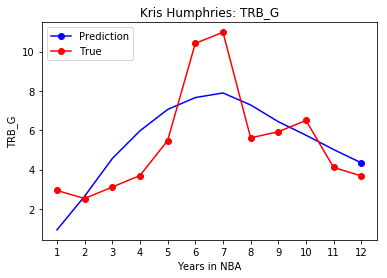 Kris Humphries: TRB_G
Prediction
True
TRB_G
10
8
6
4
2
1 2 3 4 5 6 7 8 9 10 11 12
Years in NBA